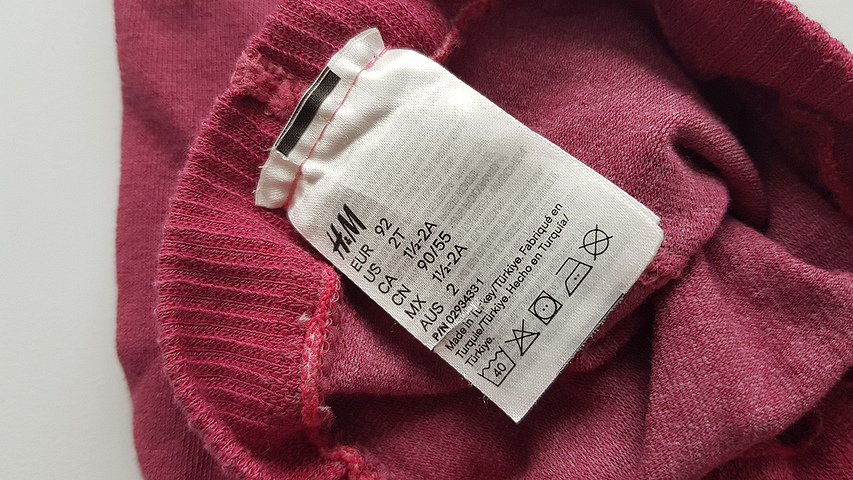 H&M
EUR 92
US 2T
CA 1½-2A
CN 90/55
MX 1½-2A
AUS 2
P/N 0293433 1
Made in Turkey/Türkiye. Fabriqué en
Turquie/Türkiye. Hecho en Turquía/
Türkiye.
40